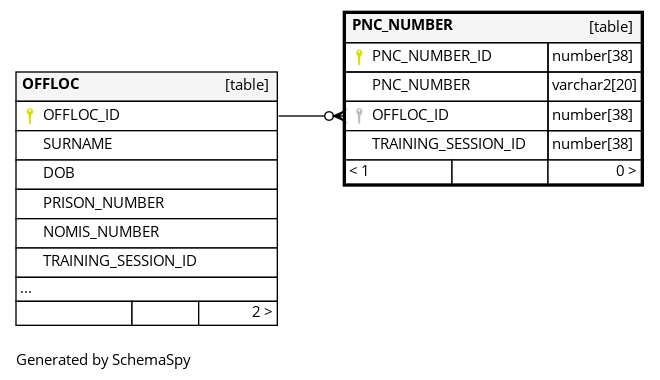 PNC_NUMBER [table]
PNC_NUMBER_ID number[38]
PNC_NUMBER varchar2[20]
OFFLOC_ID number[38]
TRAINING_SESSION_ID number[38]
< 1 0 >
OFFLOC [table]
OFFLOC_ID
SURNAME
DOB
PRISON_NUMBER
NOMIS_NUMBER
TRAINING_SESSION_ID
...
2 >
Generated by SchemaSpy